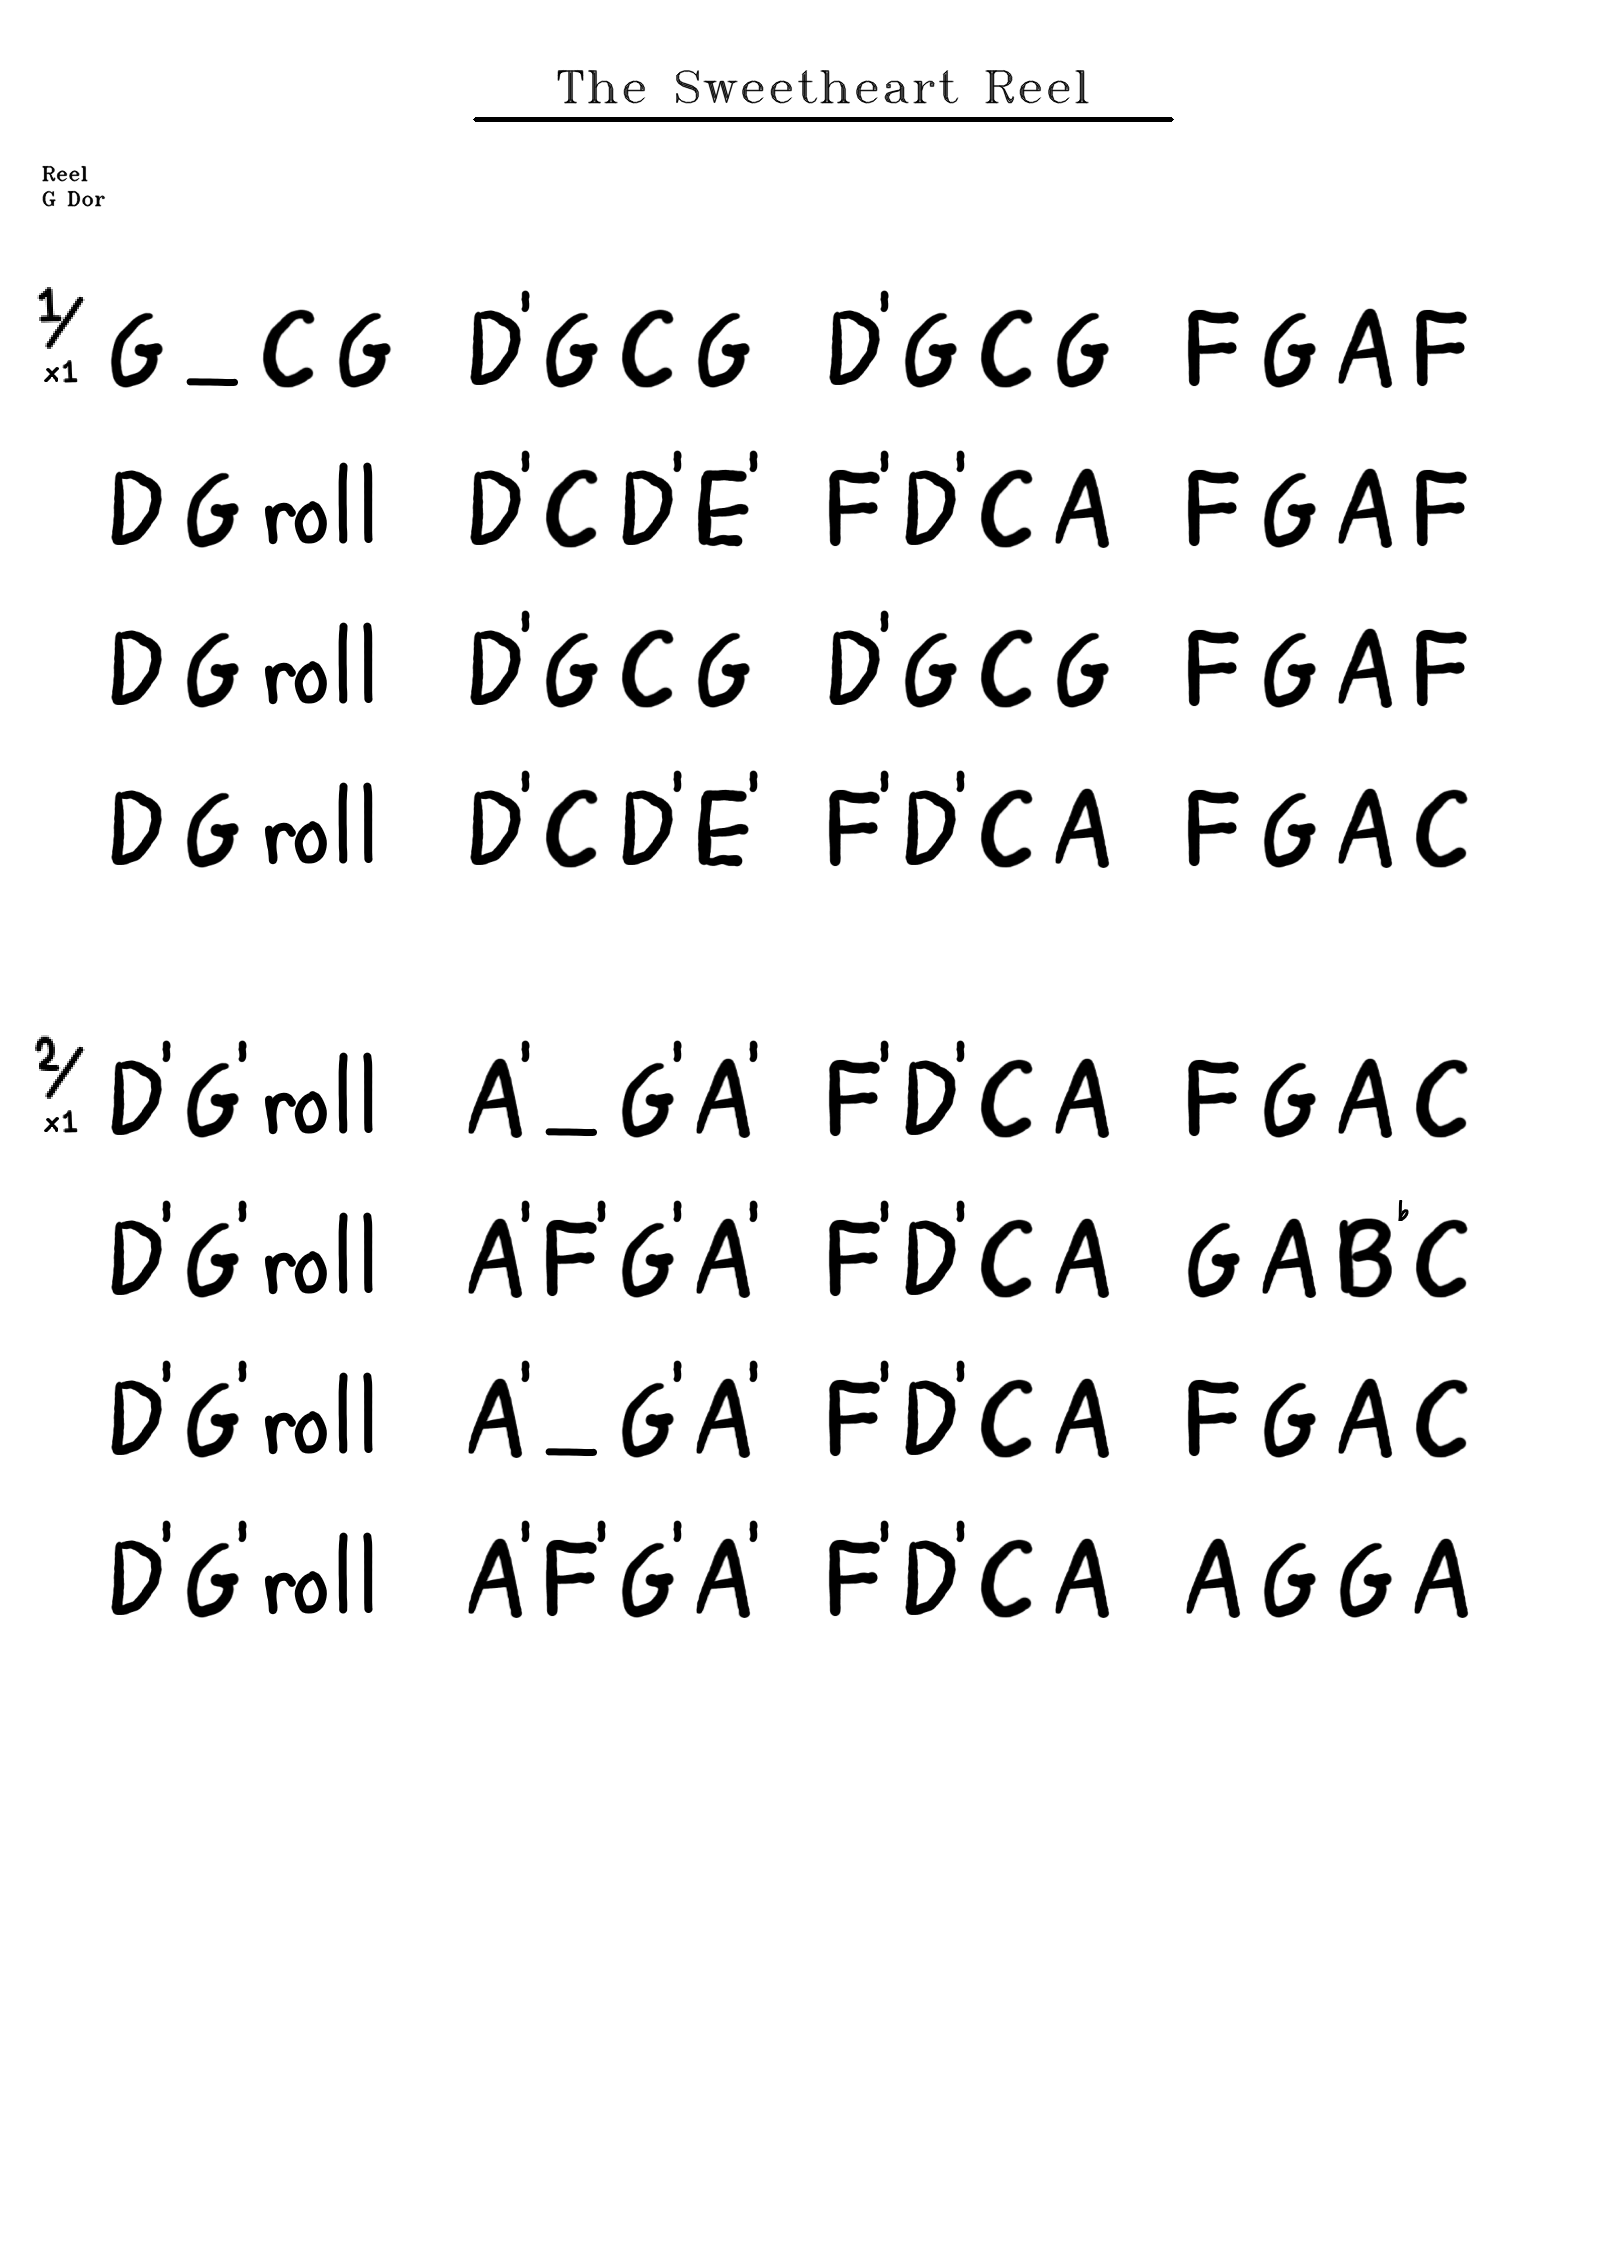 The Sweetheart Reel
Reel
G Dor
1/ x1 G _ C G D' G C G D' G C G F G A F
D G roll D' C D' E' F' D' C A F G A F
D G roll D' G C G D' G C G F G A F
D G roll D' C D' E' F' D' C A F G A C
2/ x1 D' G' roll A' _ G' A' F' D' C A F G A C
D' G' roll A' F' G' A' F' D' C A G A B♭ C
D' G' roll A' _ G' A' F' D' C A F G A C
D' G' roll A' F' G' A' F' D' C A A G G A